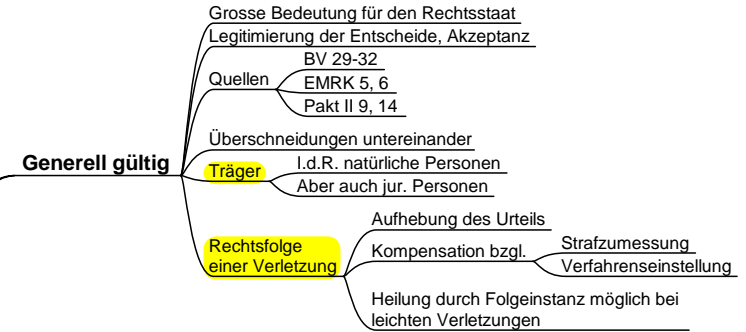 Grosse Bedeutung für den Rechtsstaat
Legitimierung der Entscheide, Akzeptanz
Quellen
BV 29-32
EMRK 5, 6
Pakt II 9, 14
Überschneidungen untereinander
Generell gültig
Träger
I.d.R. natürliche Personen
Aber auch jur. Personen
Rechtsfolge
einer Verletzung
Aufhebung des Urteils
Kompensation bzgl.
Strafzumessung
Verfahrenseinstellung
Heilung durch Folgeinstanz möglich bei
leichten Verletzungen